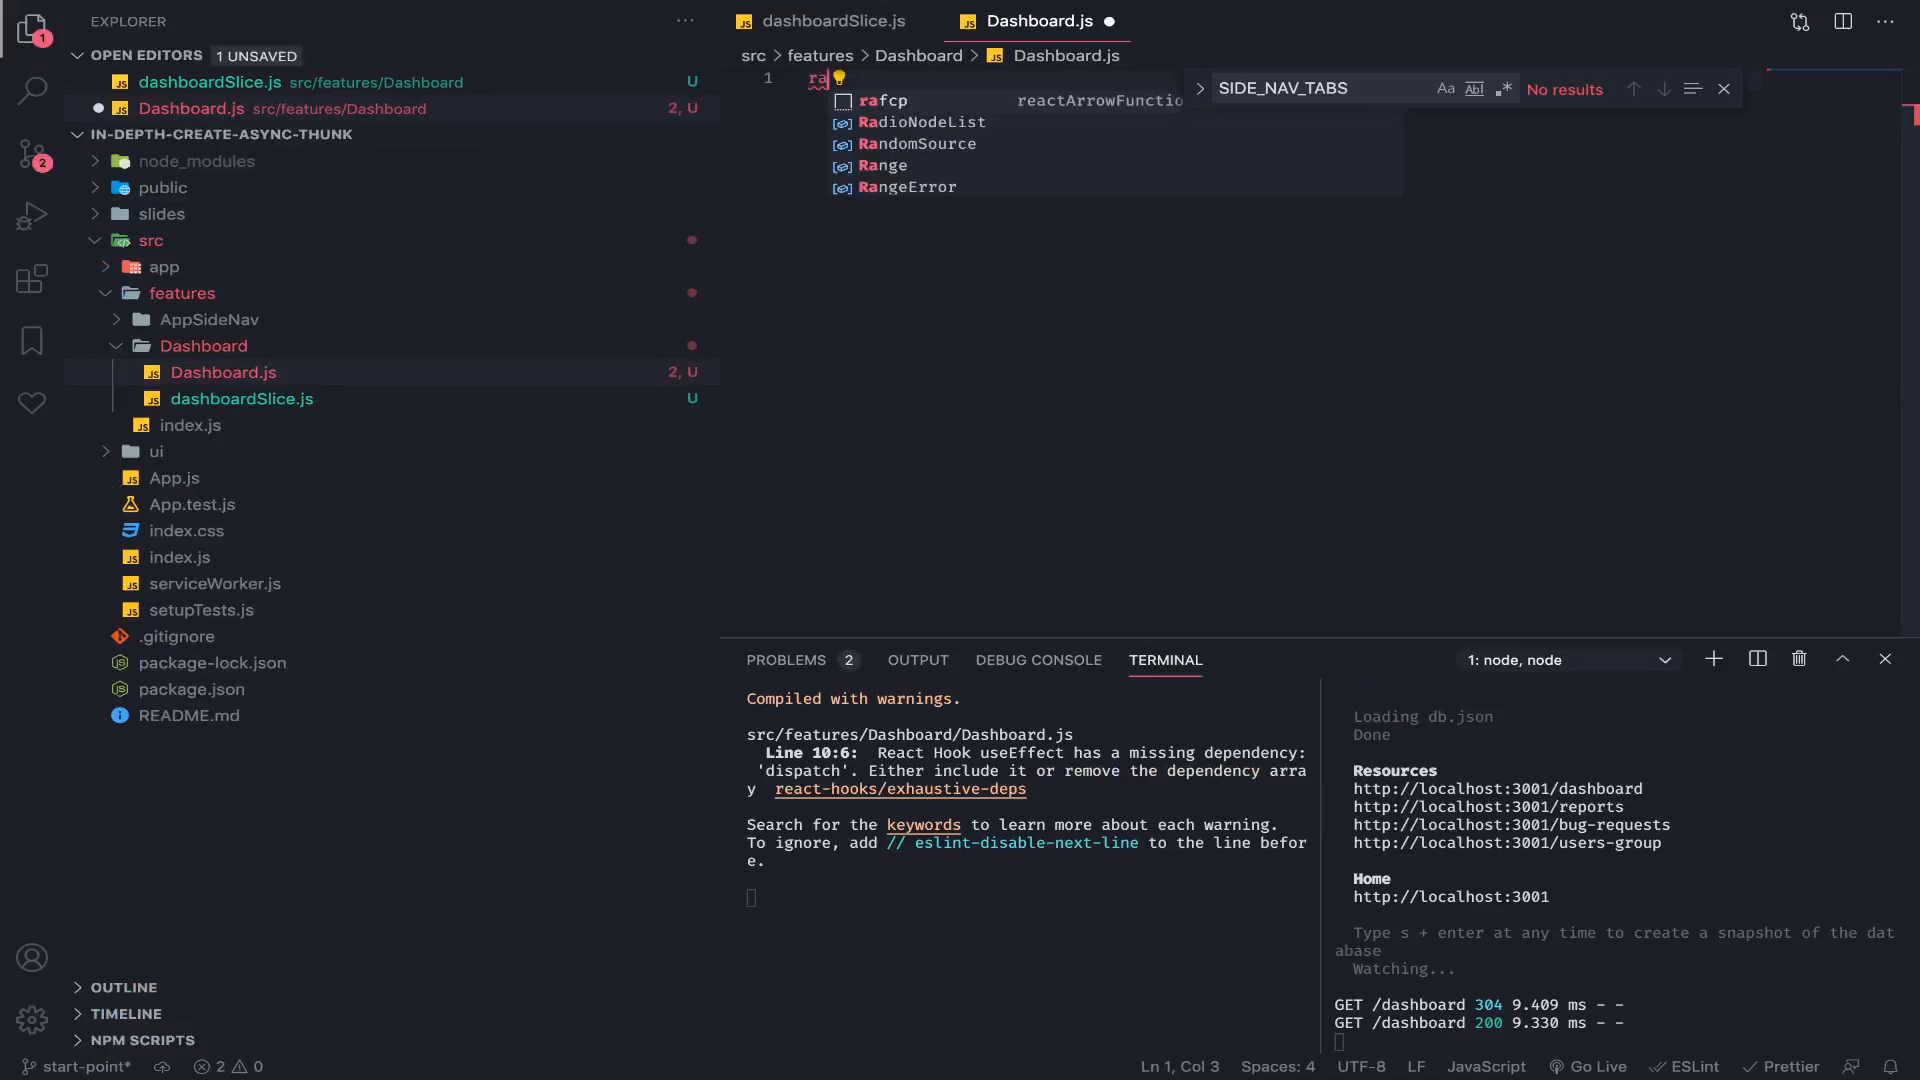 EXPLORER
OPEN EDITORS 1 UNSAVED
dashboardSlice.js src/features/Dashboard U
Dashboard.js src/features/Dashboard 2, U
IN-DEPTH-CREATE-ASYNC-THUNK
node_modules
public
slides
src
app
features
AppSideNav
Dashboard
Dashboard.js 2, U
dashboardSlice.js U
index.js
ui
App.js
App.test.js
index.css
index.js
serviceWorker.js
setupTests.js
.gitignore
package-lock.json
package.json
README.md
OUTLINE
TIMELINE
NPM SCRIPTS
1
2
dashboardSlice.js Dashboard.js
src > features > Dashboard > Dashboard.js
1 ra
rafcp reactArrowFunctio
RadioNodeList
RandomSource
Range
RangeError
SIDE_NAV_TABS Aa Abl .* No results
PROBLEMS 2 OUTPUT DEBUG CONSOLE TERMINAL 1: node, node
Compiled with warnings.
src/features/Dashboard/Dashboard.js
Line 10:6: React Hook useEffect has a missing dependency:
'dispatch'. Either include it or remove the dependency arra
y react-hooks/exhaustive-deps
Search for the keywords to learn more about each warning.
To ignore, add // eslint-disable-next-line to the line befor
e.
Loading db.json
Done
Resources
http://localhost:3001/dashboard
http://localhost:3001/reports
http://localhost:3001/bug-requests
http://localhost:3001/users-group
Home
http://localhost:3001
Type s + enter at any time to create a snapshot of the dat
abase
Watching...
GET /dashboard 304 9.409 ms - -
GET /dashboard 200 9.330 ms - -
start-point* 2 0 Ln 1, Col 3 Spaces: 4 UTF-8 LF JavaScript Go Live ESLint Prettier